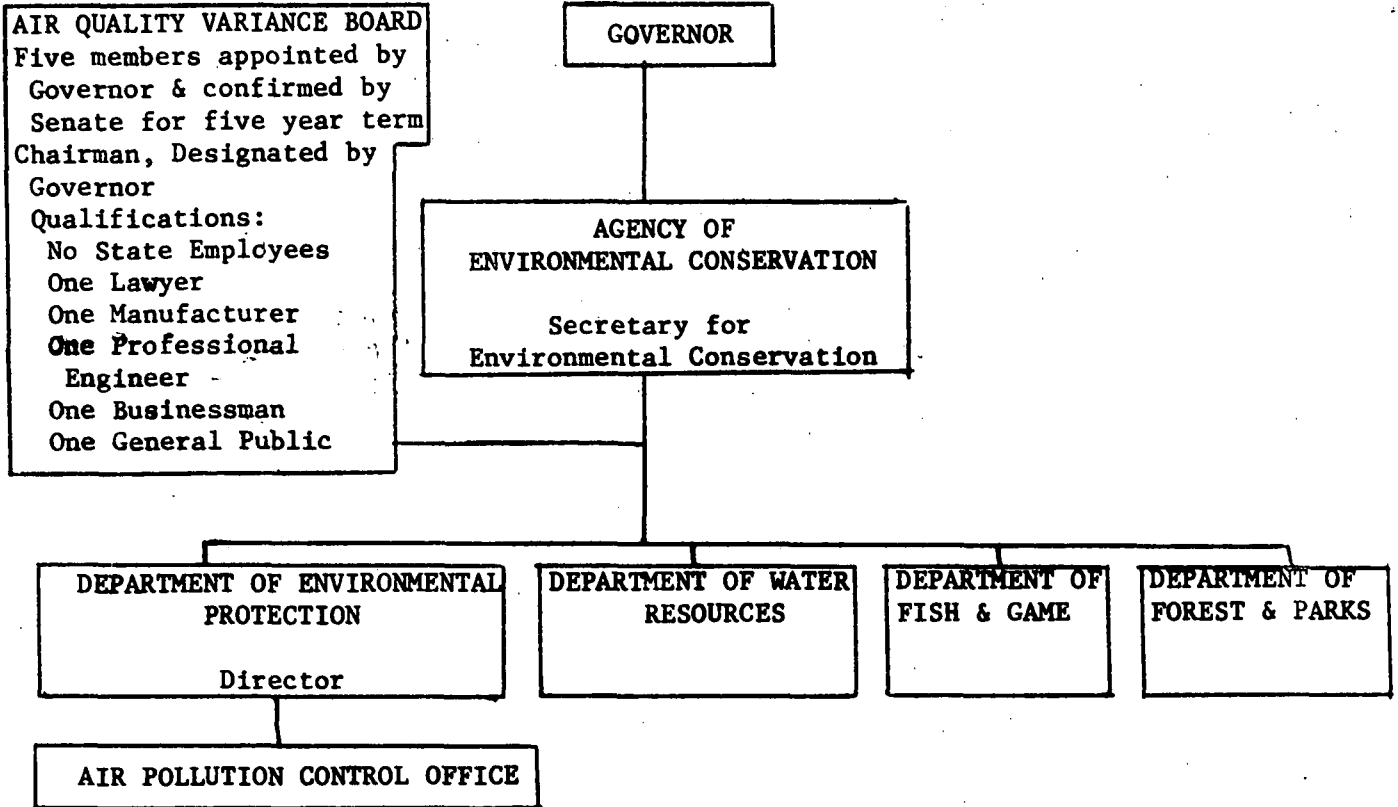 AIR QUALITY VARIANCE BOARD
Five members appointed by
Governor & confirmed by
Senate for five year term
Chairman, Designated by
Governor
Qualifications:
No State Employees
One Lawyer
One Manufacturer
One Professional
Engineer
One Businessman
One General Public
GOVERNOR
AGENCY OF
ENVIRONMENTAL CONSERVATION
Secretary for
Environmental Conservation
DEPARTMENT OF ENVIRONMENTAL
PROTECTION
Director
DEPARTMENT OF WATER
RESOURCES
DEPARTMENT OF
FISH & GAME
DEPARTMENT OF
FOREST & PARKS
AIR POLLUTION CONTROL OFFICE